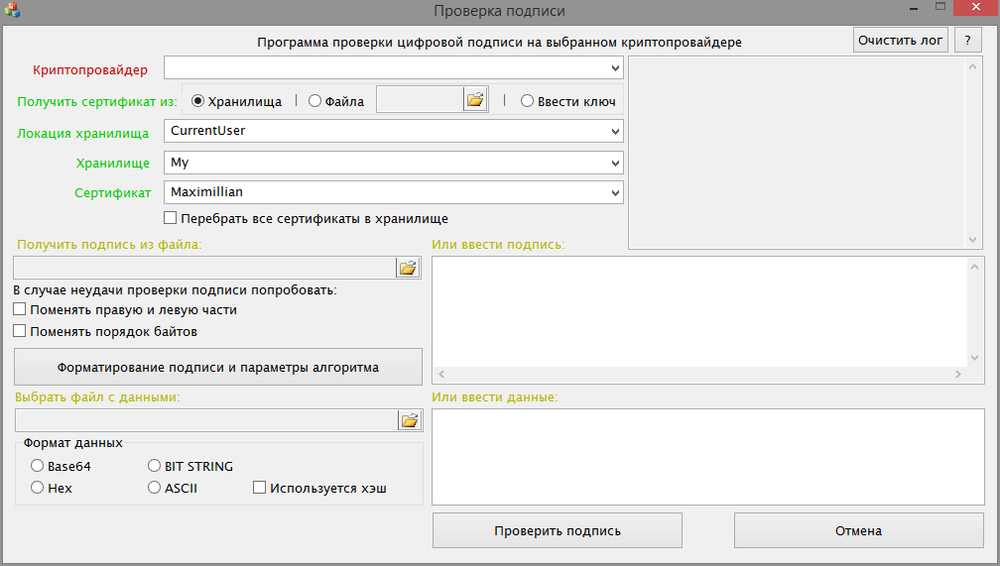 Проверка подписи
Программа проверки цифровой подписи на выбранном криптопровайдере
Очистить лог
?
Криптопровайдер
Получить сертификат из: Хранилища | Файла | Ввести ключ
Локация хранилища CurrentUser
Хранилище My
Сертификат Maximillian
Перебрать все сертификаты в хранилище
Получить подпись из файла:
Или ввести подпись:
В случае неудачи проверки подписи попробовать:
Поменять правую и левую части
Поменять порядок байтов
Форматирование подписи и параметры алгоритма
Выбрать файл с данными:
Или ввести данные:
Формат данных
Base64 BIT STRING
Hex ASCII Используется хэш
Проверить подпись
Отмена